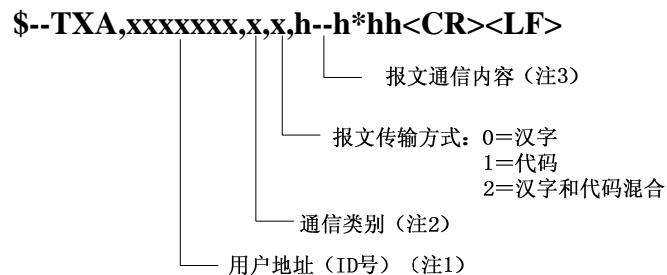 $--TXA,xxxxxxx,x,x,h--h*hh<CR><LF>
报文通信内容（注3）
报文传输方式：0＝汉字
1＝代码
2＝汉字和代码混合
通信类别（注2）
用户地址（ID号）（注1）